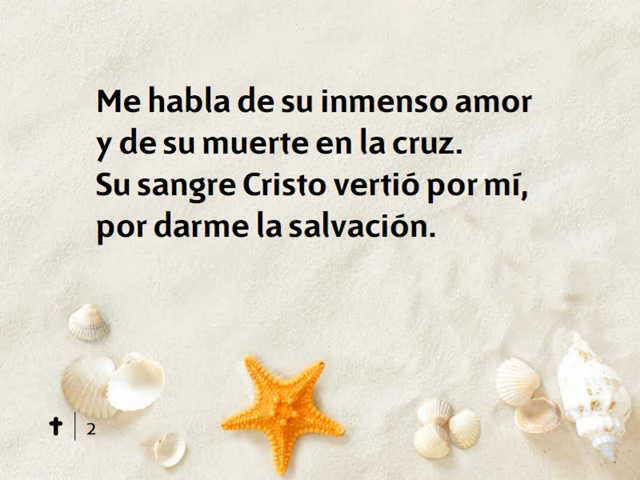 Me habla de su inmenso amor
y de su muerte en la cruz.
Su sangre Cristo vertió por mí,
por darme la salvación.
2